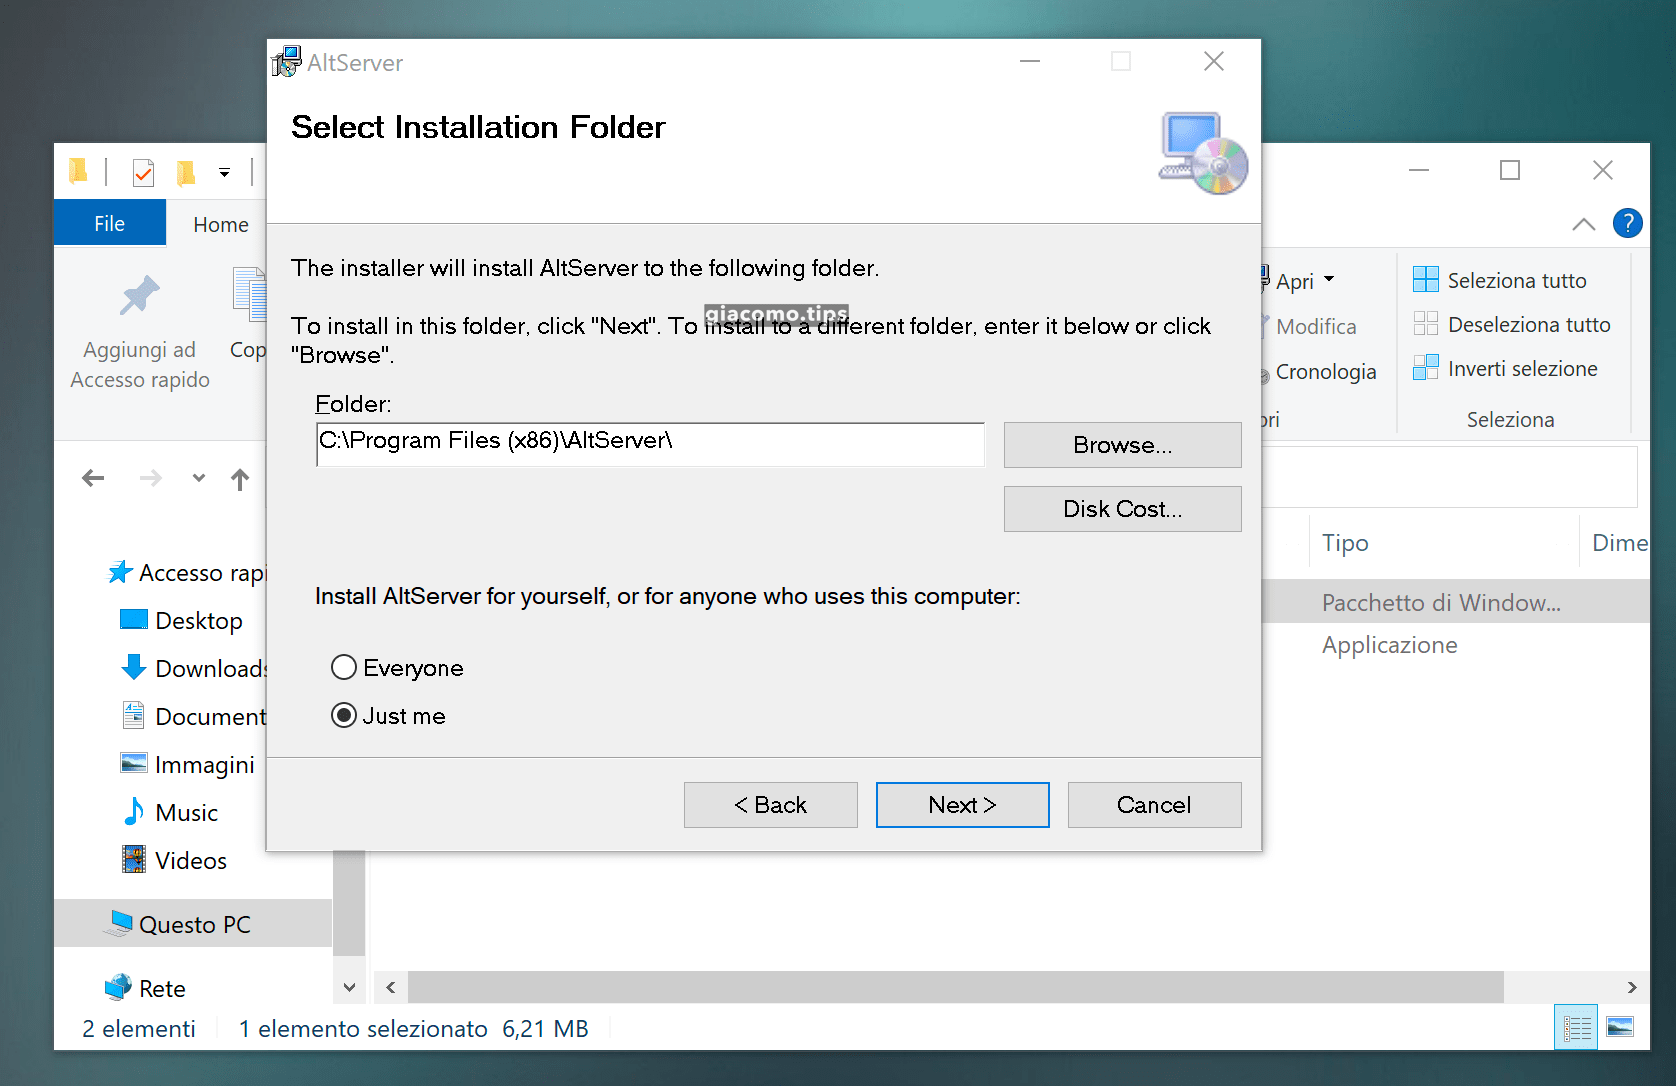 AltServer
Select Installation Folder
The installer will install AltServer to the following folder.
giacomo.tips
To install in this folder, click "Next". To install to a different folder, enter it below or click
"Browse".
Folder:
C:\Program Files (x86)\AltServer\
Browse...
Disk Cost...
Install AltServer for yourself, or for anyone who uses this computer:
Everyone
Just me
< Back
Next >
Cancel
File
Home
Aggiungi ad
Accesso rapido
Cop
Apri
Modifica
Cronologia
pri
Seleziona tutto
Deseleziona tutto
Inverti selezione
Seleziona
?
Tipo
Dime
Pacchetto di Window...
Applicazione
Accesso rapi
Desktop
Downloads
Document
Immagini
Music
Videos
Questo PC
Rete
2 elementi
1 elemento selezionato 6,21 MB